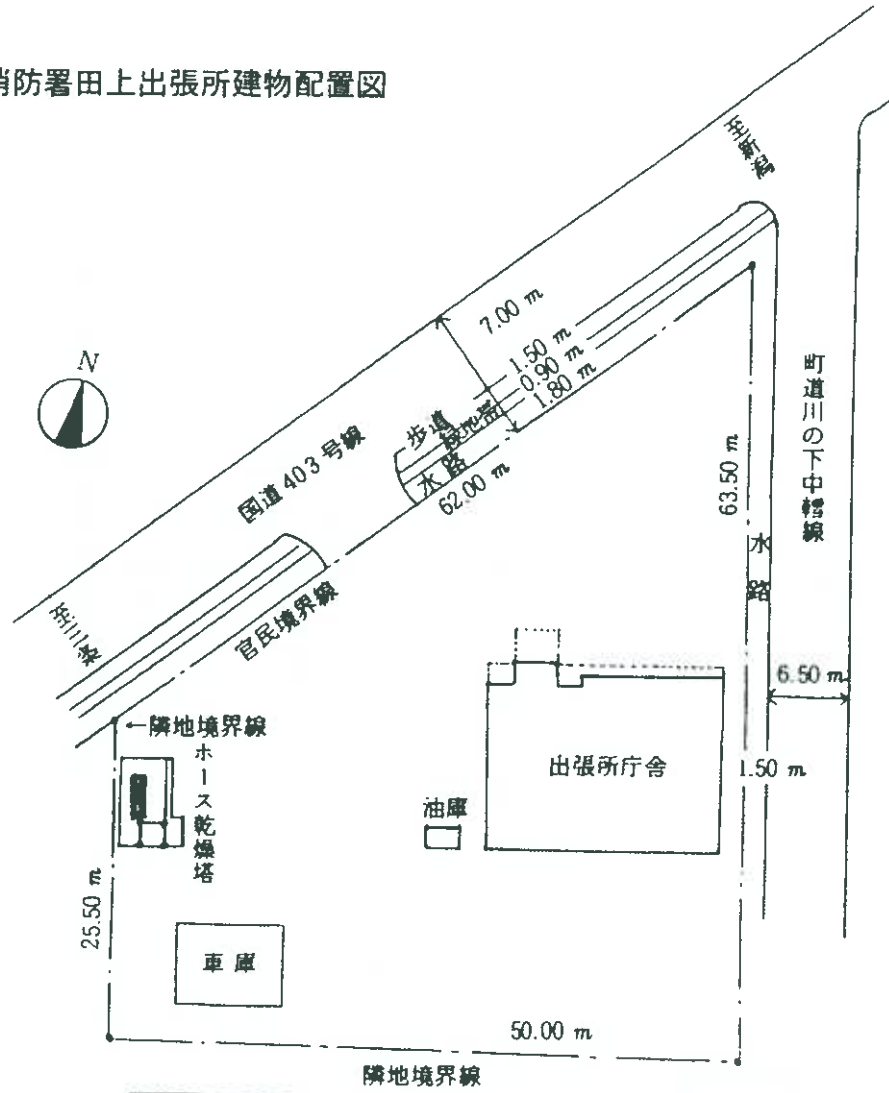 消防署田上出張所建物配置図
至新潟
N
7.00 m
1.50 m
0.90 m
1.80 m
歩道
緑地帯
水路
国道403号線
62.00 m
町道川の下中轌線
63.50 m
水路
至三条
官民境界線
6.50 m
←隣地境界線
ホース乾燥塔
出張所庁舎
1.50 m
油庫
25.50 m
車庫
50.00 m
隣地境界線